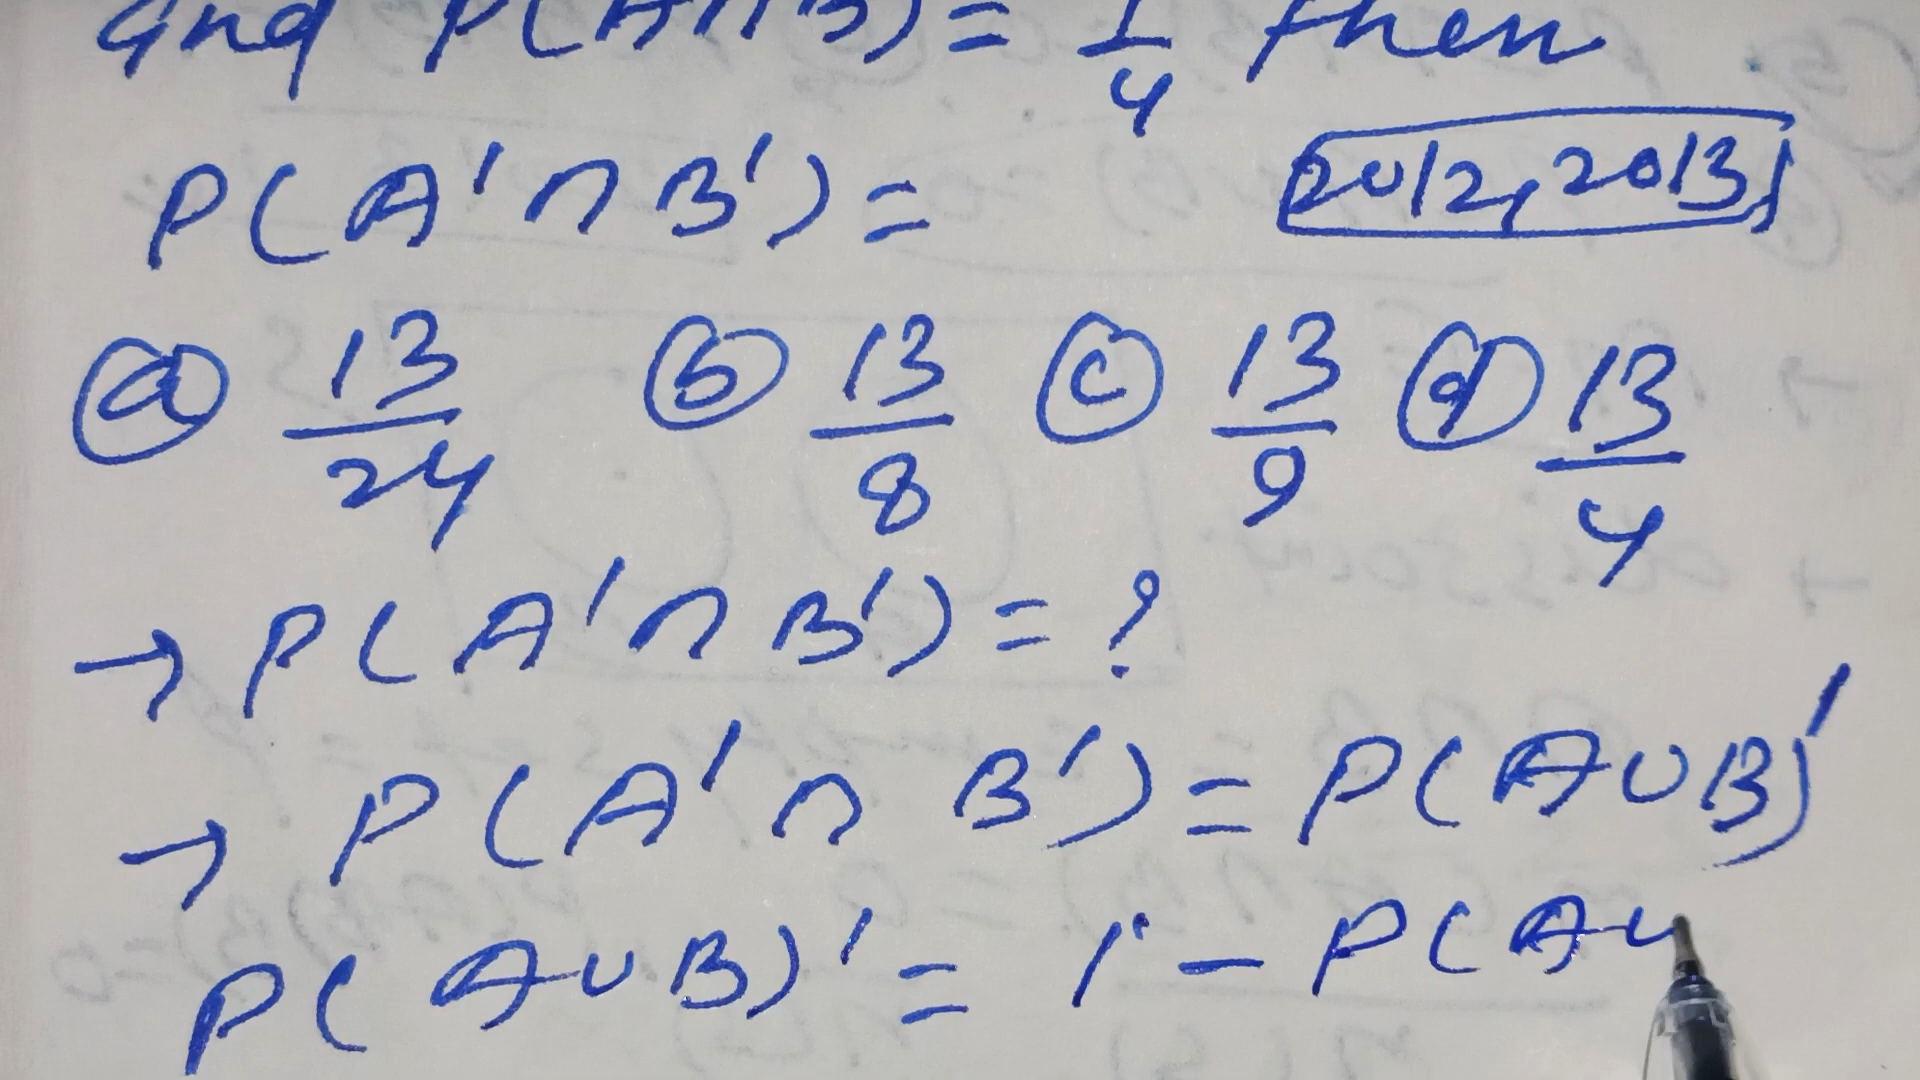 and P(A∩B) = 1/4 then
P(A'∩B') = 2012, 2013
(a) 13/24 (b) 13/8 (c) 13/9 (d) 13/4
→ P(A'∩B') = ?
→ P(A'∩B') = P(A∪B)'
P(A∪B)' = 1 - P(A∪